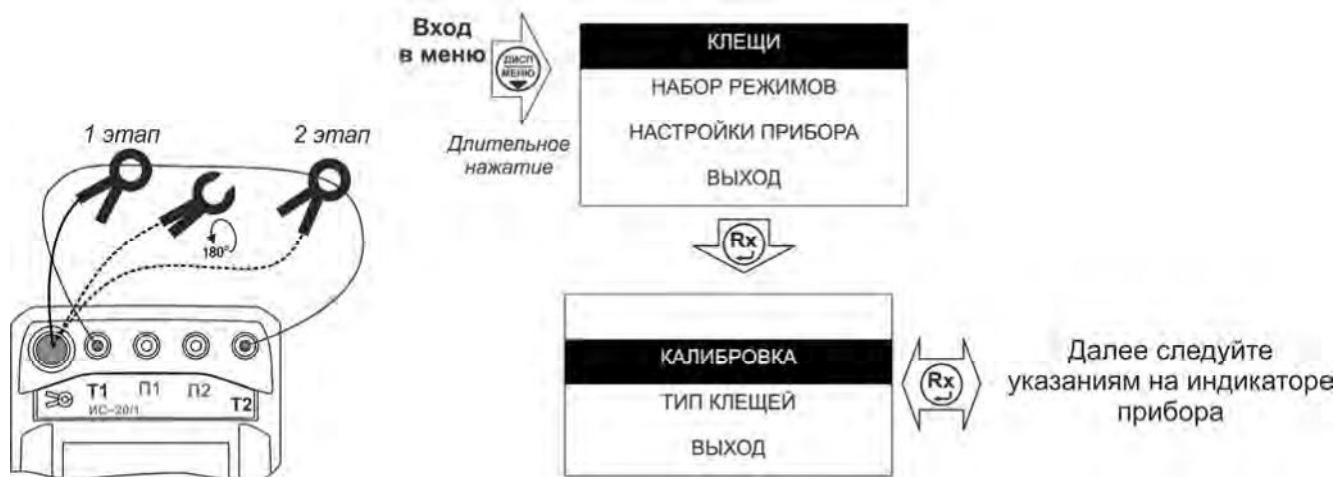 Вход
в меню
ДИСП
МЕНЮ
Длительное
нажатие
КЛЕЩИ
НАБОР РЕЖИМОВ
НАСТРОЙКИ ПРИБОРА
ВЫХОД
1 этап
2 этап
180°
Rx
Т1
П1
П2
Т2
ИС-20/1
КАЛИБРОВКА
ТИП КЛЕЩЕЙ
ВЫХОД
Rx
Далее следуйте
указаниям на индикаторе
прибора